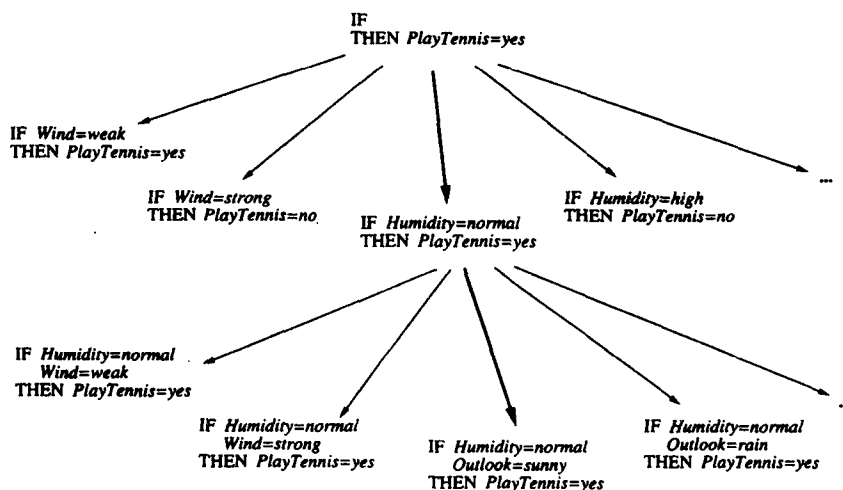 IF
THEN PlayTennis=yes
IF Wind=weak
THEN PlayTennis=yes
...
IF Wind=strong
THEN PlayTennis=no
IF Humidity=high
THEN PlayTennis=no
IF Humidity=normal
THEN PlayTennis=yes
IF Humidity=normal
Wind=weak
THEN PlayTennis=yes
IF Humidity=normal
Wind=strong
THEN PlayTennis=yes
IF Humidity=normal
Outlook=sunny
THEN PlayTennis=yes
IF Humidity=normal
Outlook=rain
THEN PlayTennis=yes